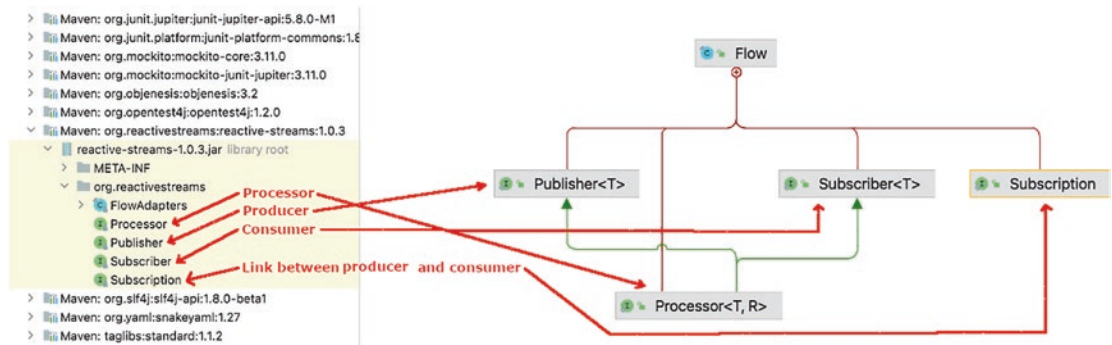 Maven: org.junit.jupiter:junit-jupiter-api:5.8.0-M1
Maven: org.junit.platform:junit-platform-commons:1.8
Maven: org.mockito:mockito-core:3.11.0
Maven: org.mockito:mockito-junit-jupiter:3.11.0
Maven: org.objenesis:objenesis:3.2
Maven: org.opentest4j:opentest4j:1.2.0
Maven: org.reactivestreams:reactive-streams:1.0.3
reactive-streams-1.0.3.jar library root
META-INF
org.reactivestreams
FlowAdapters
Processor
Publisher
Subscriber
Subscription
Maven: org.slf4j:slf4j-api:1.8.0-beta1
Maven: org.yaml:snakeyaml:1.27
Maven: taglibs:standard:1.1.2
Processor
Producer
Consumer
Link between producer and consumer
Flow
Publisher<T>
Subscriber<T>
Subscription
Processor<T, R>